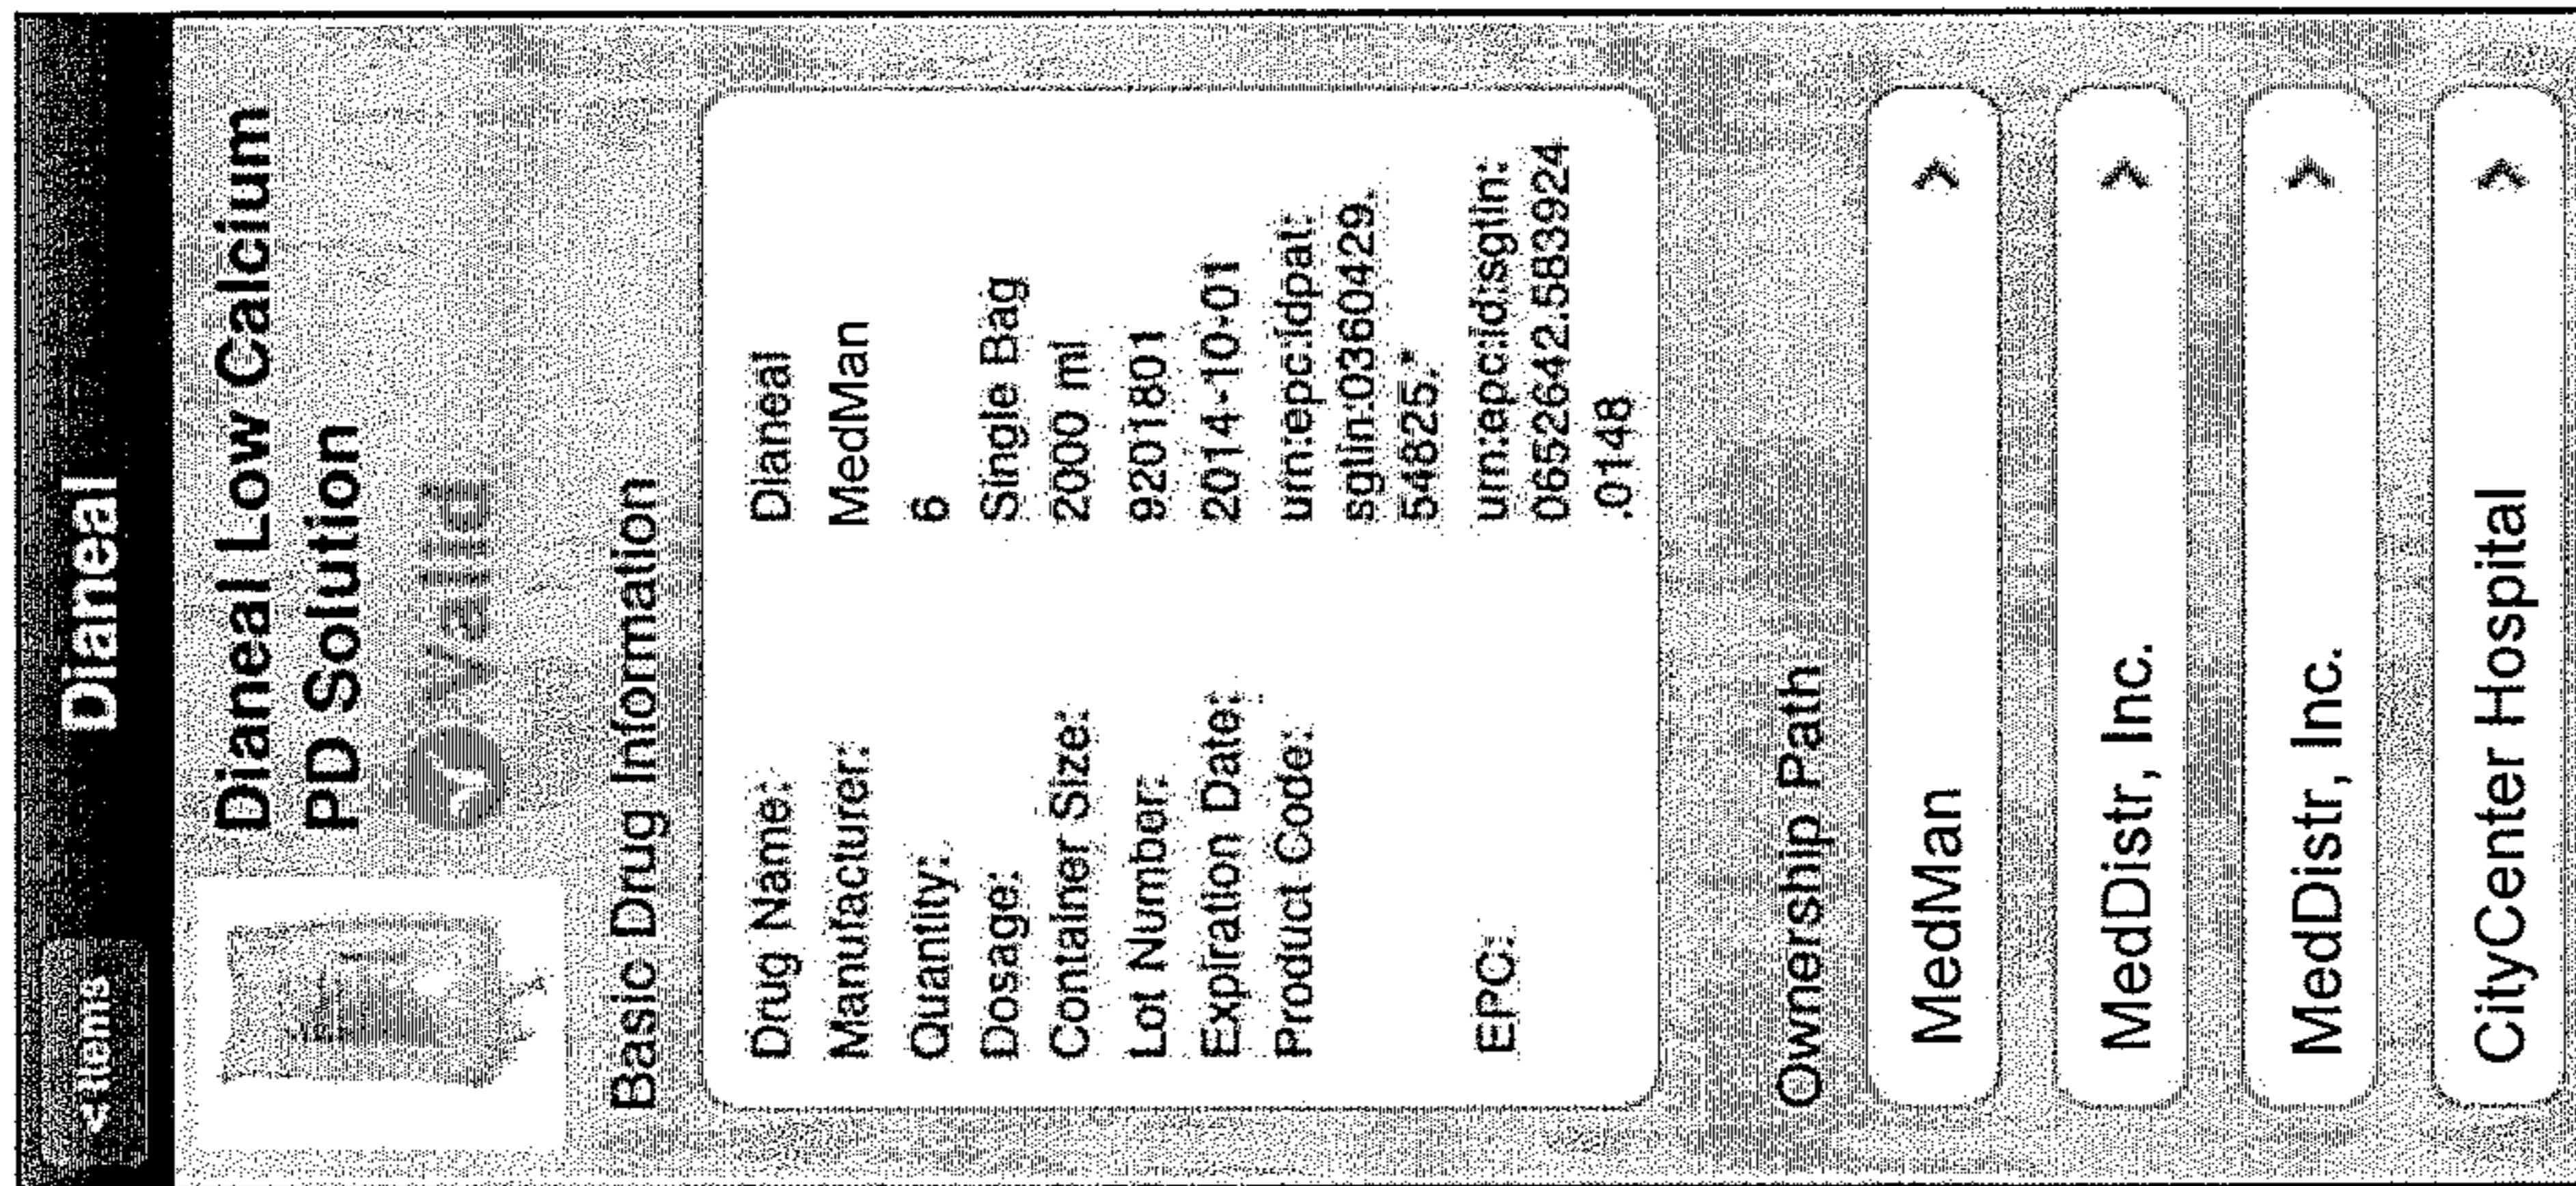 < Items
Dianeal
Dianeal Low Calcium
PD Solution
Valid
Basic Drug Information
Drug Name: Dianeal
Manufacturer: MedMan
Quantity: 6
Dosage: Single Bag
Container Size: 2000 ml
Lot Number: 9201801
Expiration Date: 2014-10-01
Product Code: urn:epc:idpat:
sgtin:0360429.
54825.*
EPC: urn:epc:id:sgtin:
0652642.583924
.0148
Ownership Path
MedMan >
MedDistr, Inc. >
MedDistr, Inc. >
CityCenter Hospital >